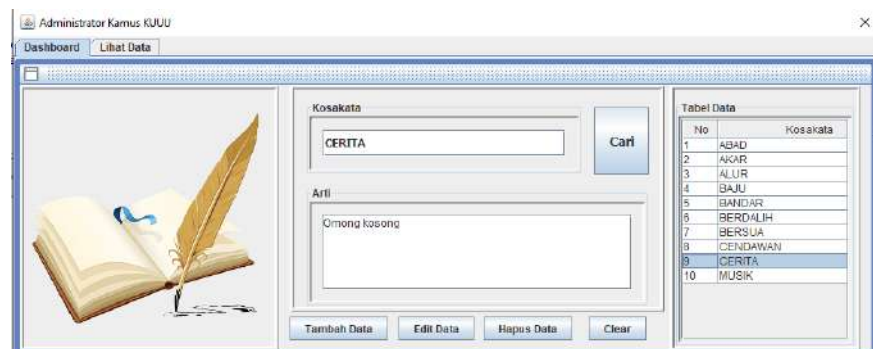 Administrator Kamus KUUU
Dashboard Lihat Data
Kosakata
CERITA
Cari
Arti
Omong kosong
Tambah Data Edit Data Hapus Data Clear
Tabel Data
No Kosakata
1 ABAD
2 AKAR
3 ALUR
4 BAJU
5 BANDAR
6 BERDALIH
7 BERSUA
8 CENDAWAN
9 CERITA
10 MUSIK